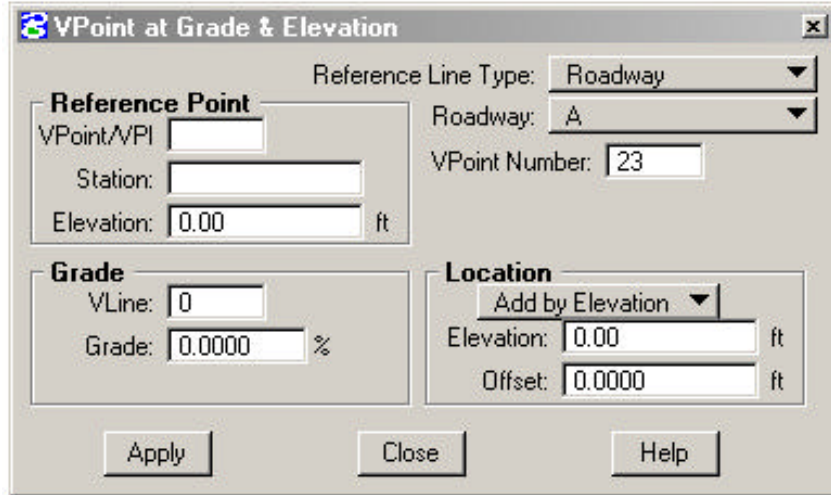 VPoint at Grade & Elevation
Reference Line Type: Roadway
Reference Point
Roadway: A
VPoint/VPI
VPoint Number: 23
Station:
Elevation: 0.00 ft
Grade
Location
VLine: 0
Add by Elevation
Elevation: 0.00 ft
Grade: 0.0000 %
Offset: 0.0000 ft
Apply Close Help